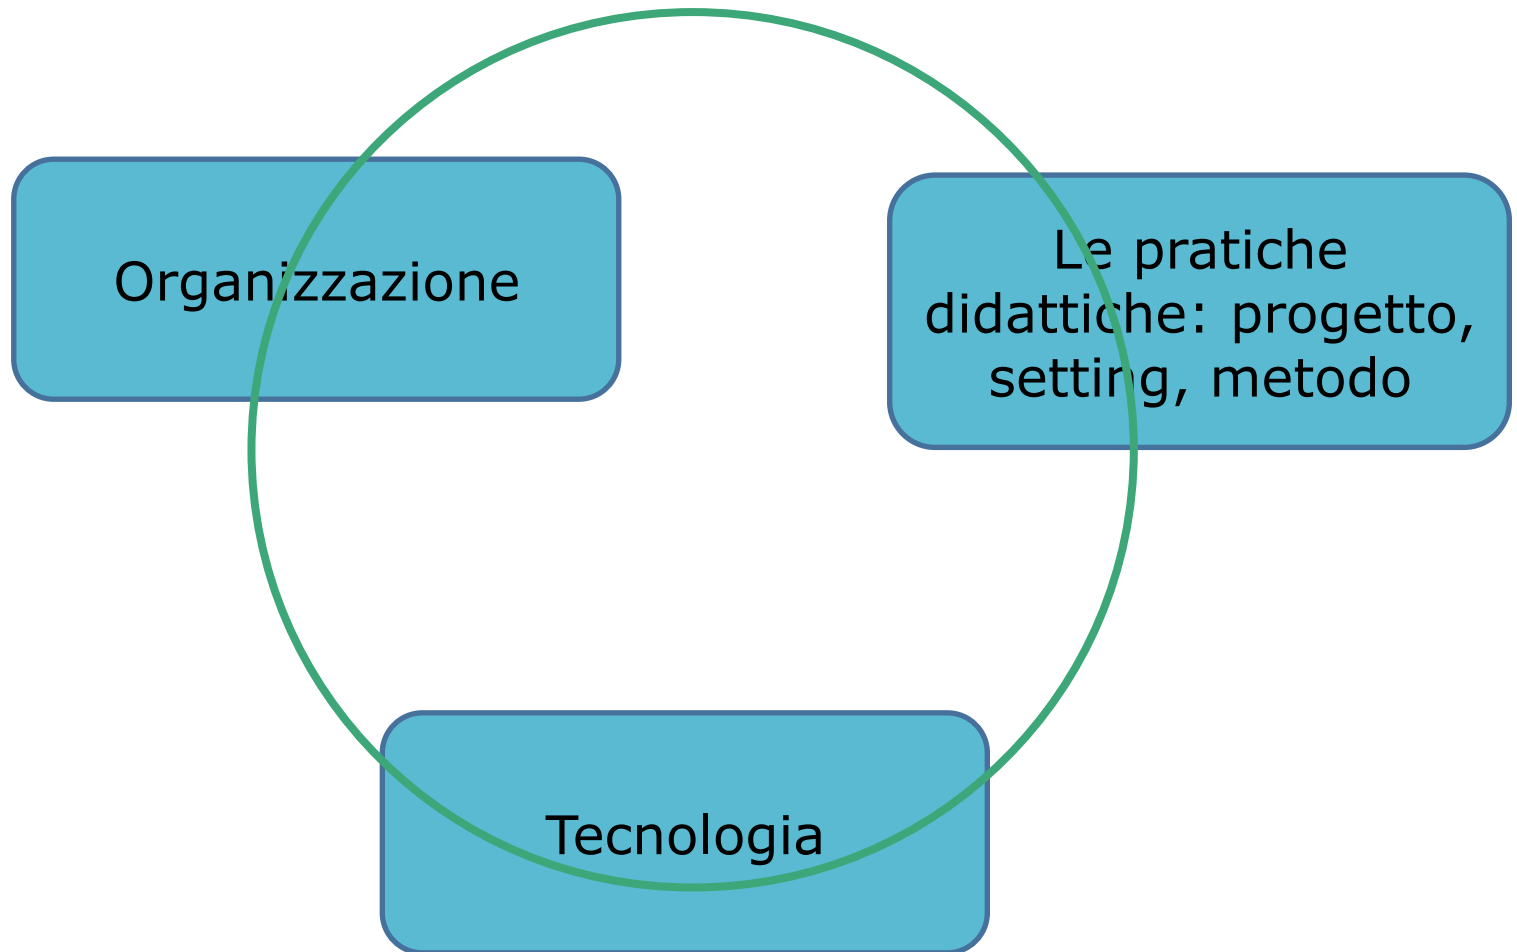 Organizzazione
Le pratiche
didattiche: progetto,
setting, metodo
Tecnologia